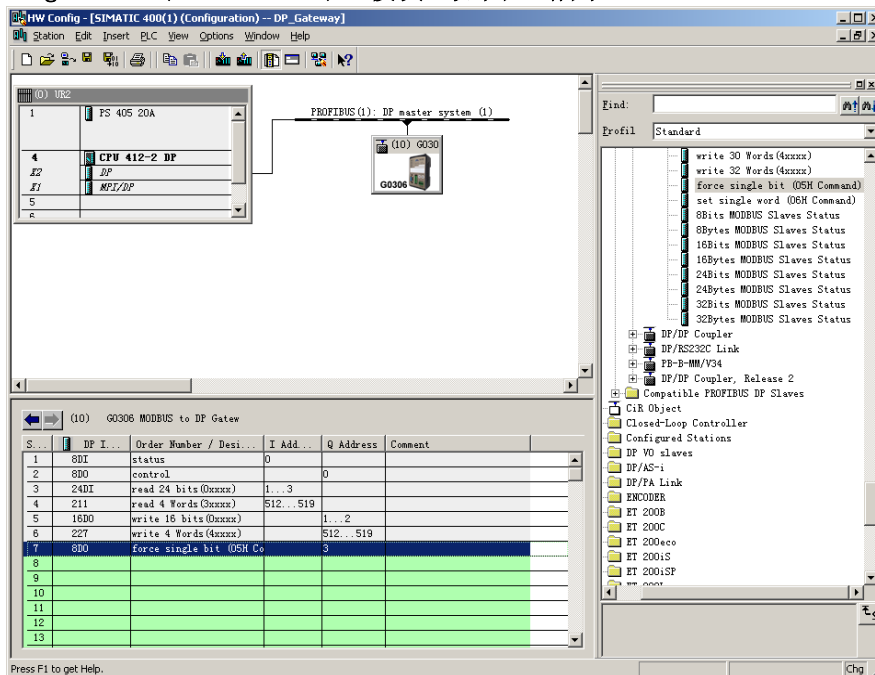 HW Config - [SIMATIC 400(1) (Configuration) -- DP_Gateway]
Station Edit Insert PLC View Options Window Help
(0) UR2
1 PS 405 20A
4 CPU 412-2 DP
X2 DP
X1 MPI/DP
5
6
PROFIBUS(1): DP master system (1)
(10) G030
G0306
Find:
Profil Standard
write 30 Words(4xxxx)
write 32 Words(4xxxx)
force single bit (05H Command)
set single word (06H Command)
8Bits MODBUS Slaves Status
8Bytes MODBUS Slaves Status
16Bits MODBUS Slaves Status
16Bytes MODBUS Slaves Status
24Bits MODBUS Slaves Status
24Bytes MODBUS Slaves Status
32Bits MODBUS Slaves Status
32Bytes MODBUS Slaves Status
DP/DP Coupler
DP/RS232C Link
PB-B-MM/V34
DP/DP Coupler, Release 2
Compatible PROFIBUS DP Slaves
CiR Object
Closed-Loop Controller
Configured Stations
DP V0 slaves
DP/AS-i
DP/PA Link
ENCODER
ET 200B
ET 200C
ET 200eco
ET 200iS
ET 200iSP
(10) G0306 MODBUS to DP Gatew
S... DP I... Order Number / Desi... I Add... Q Address Comment
1 8DI status 0
2 8DO control 0
3 24DI read 24 bits(0xxxx) 1...3
4 211 read 4 Words(3xxxx) 512...519
5 16DO write 16 bits(0xxxx) 1...2
6 227 write 4 Words(4xxxx) 512...519
7 8DO force single bit (05H Co 3
8
9
10
11
12
13
Press F1 to get Help.
Chg